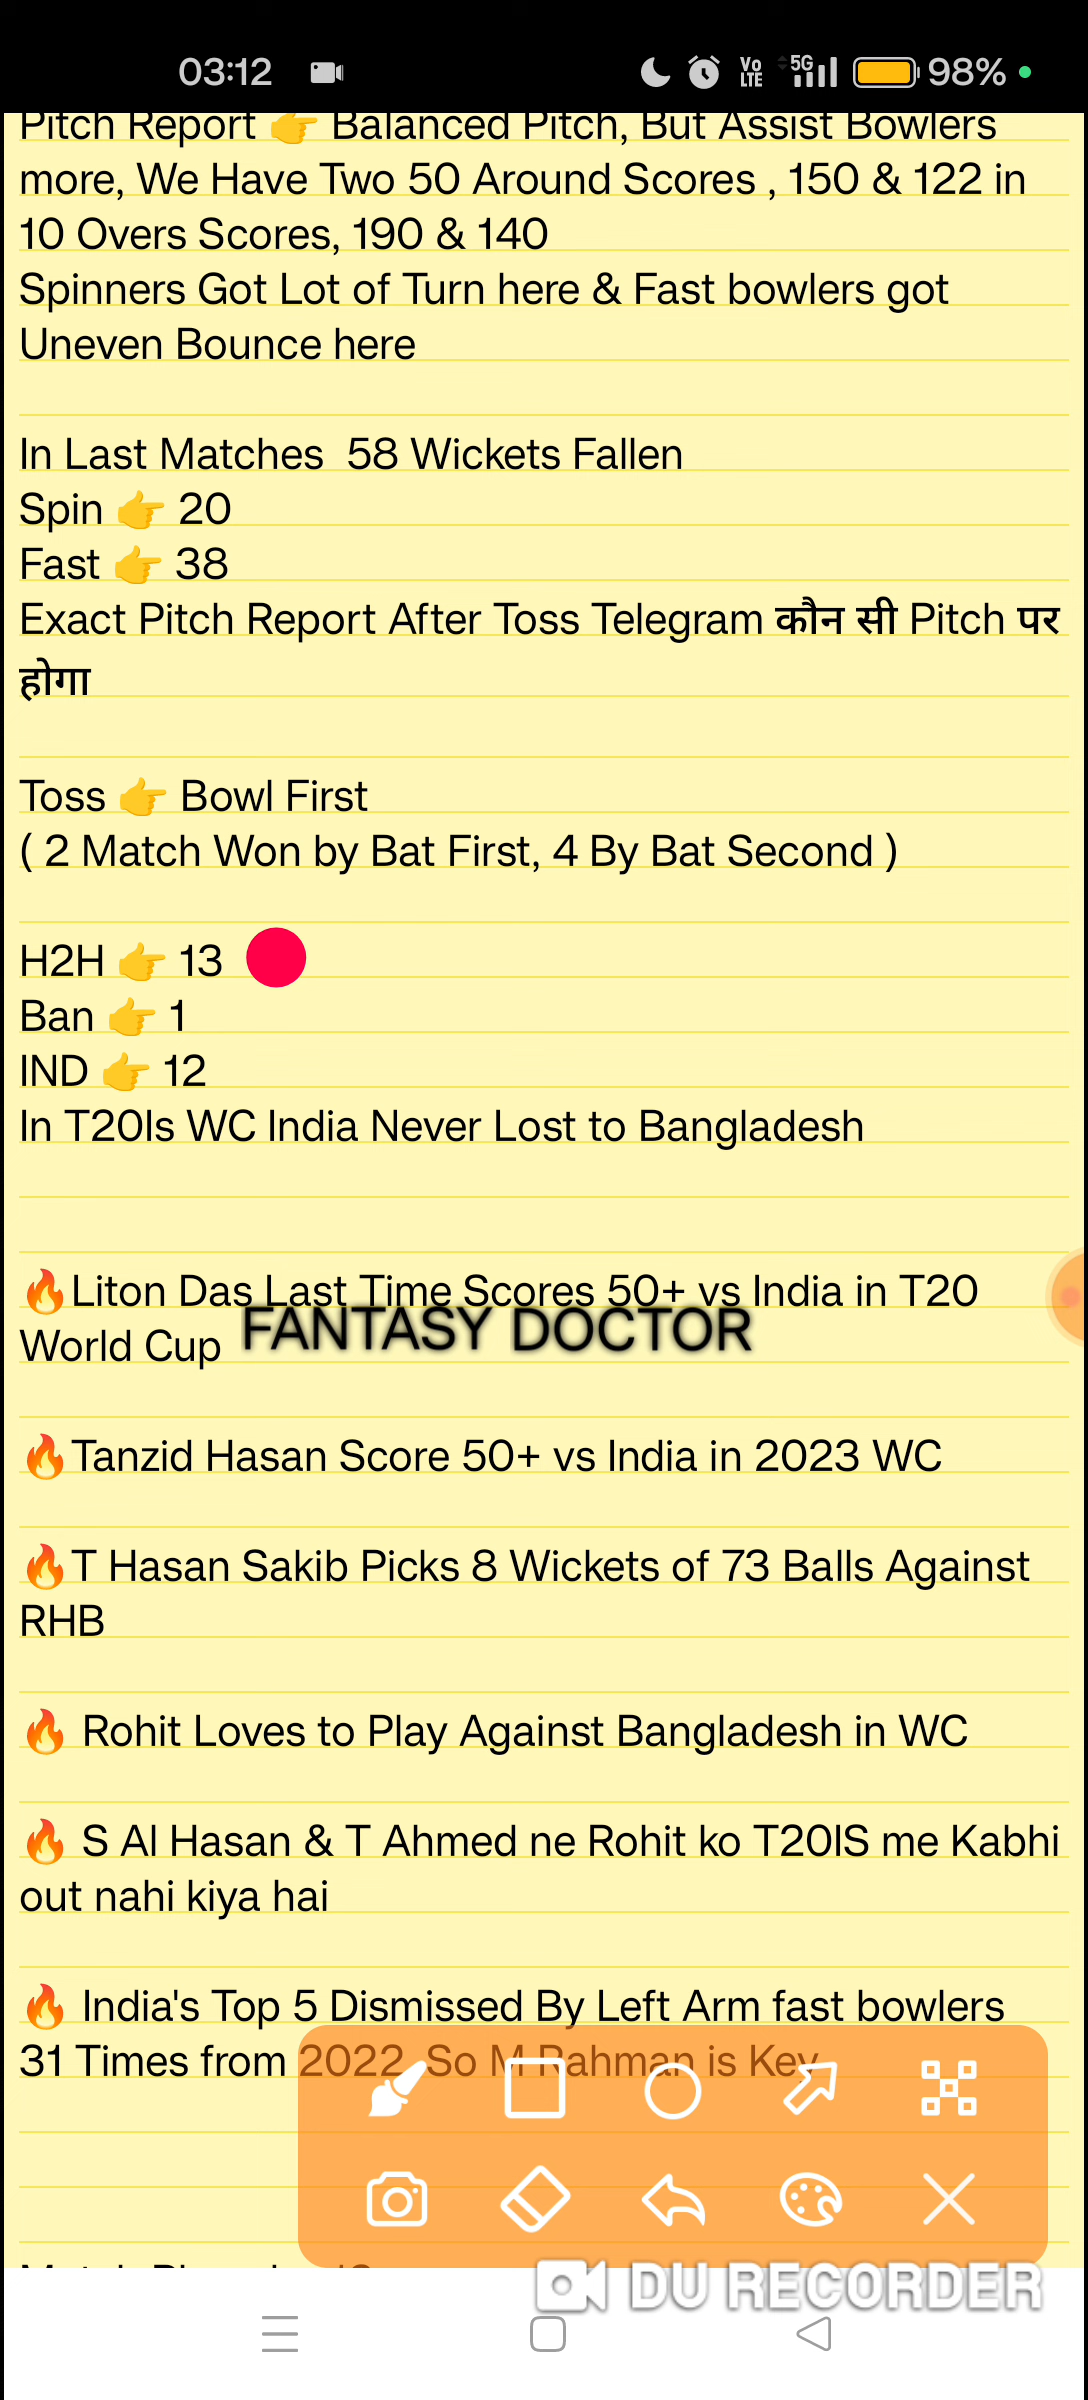 03:12 Vo LTE 5G 98%
Pitch Report 👉 Balanced Pitch, But Assist Bowlers
more, We Have Two 50 Around Scores , 150 & 122 in
10 Overs Scores, 190 & 140
Spinners Got Lot of Turn here & Fast bowlers got
Uneven Bounce here
In Last Matches  58 Wickets Fallen
Spin 👉 20
Fast 👉 38
Exact Pitch Report After Toss Telegram कौन सी Pitch पर
होगा
Toss 👉 Bowl First
( 2 Match Won by Bat First, 4 By Bat Second )
H2H 👉 13
Ban 👉 1
IND 👉 12
In T20Is WC India Never Lost to Bangladesh
🔥Liton Das Last Time Scores 50+ vs India in T20
World Cup
FANTASY DOCTOR
🔥Tanzid Hasan Score 50+ vs India in 2023 WC
🔥T Hasan Sakib Picks 8 Wickets of 73 Balls Against
RHB
🔥 Rohit Loves to Play Against Bangladesh in WC
🔥 S Al Hasan & T Ahmed ne Rohit ko T20IS me Kabhi
out nahi kiya hai
🔥 India's Top 5 Dismissed By Left Arm fast bowlers
31 Times from 2022, So M Rahman is Key
DU RECORDER